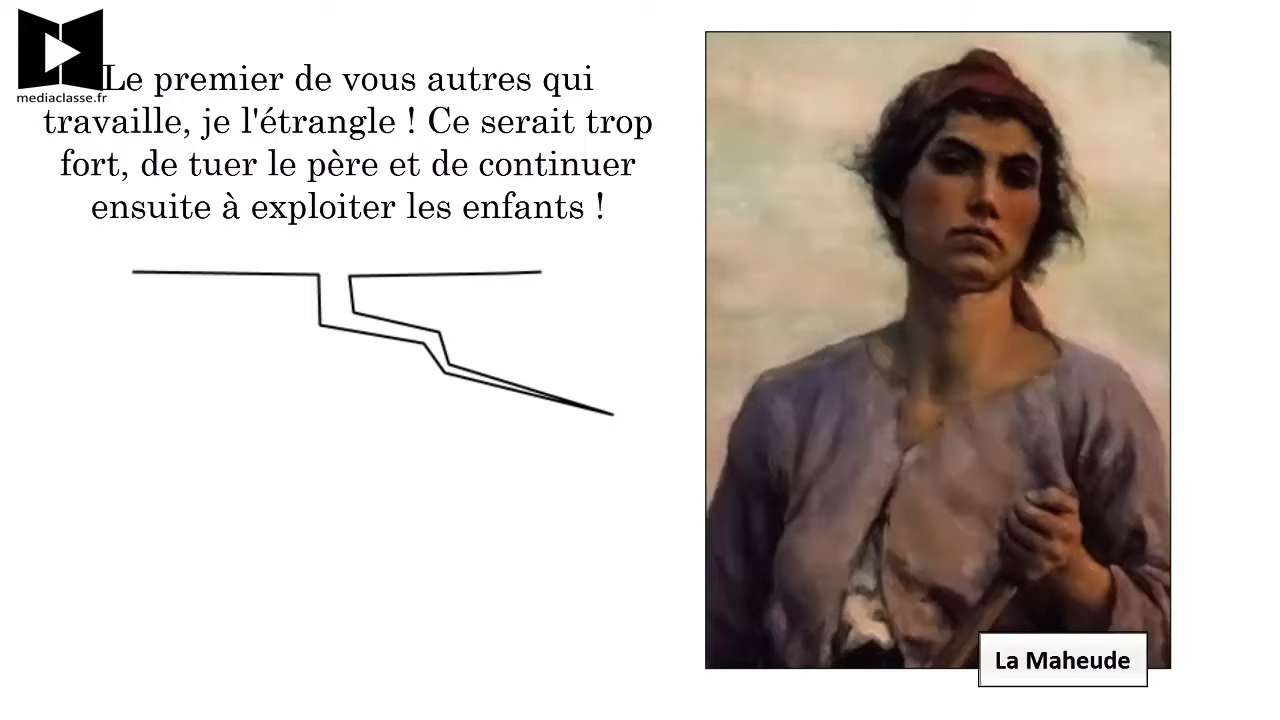 mediaclasse.fr
Le premier de vous autres qui
travaille, je l'étrangle ! Ce serait trop
fort, de tuer le père et de continuer
ensuite à exploiter les enfants !
La Maheude